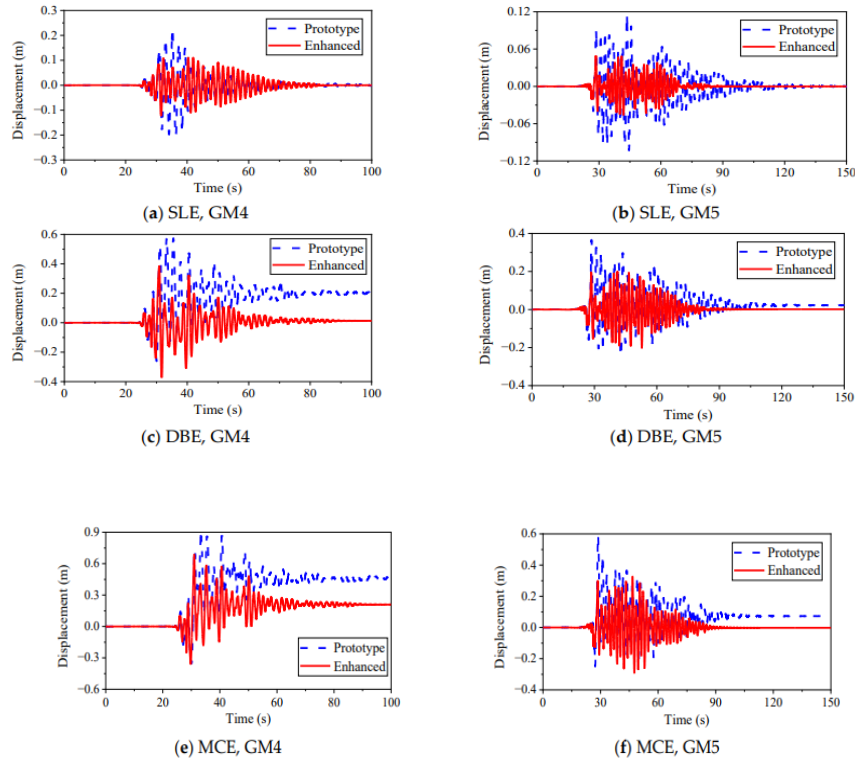 0.3
0.2
0.1
0.0
−0.1
−0.2
−0.3
Displacement (m)
Prototype
Enhanced
0 20 40 60 80 100
Time (s)
(a) SLE, GM4
0.12
0.06
0.00
−0.06
−0.12
Displacement (m)
Prototype
Enhanced
0 30 60 90 120 150
Time (s)
(b) SLE, GM5
0.6
0.4
0.2
0.0
−0.2
−0.4
Displacement (m)
Prototype
Enhanced
0 20 40 60 80 100
Time (s)
(c) DBE, GM4
0.4
0.2
0.0
−0.2
−0.4
Displacement (m)
Prototype
Enhanced
0 30 60 90 120 150
Time (s)
(d) DBE, GM5
0.9
0.6
0.3
0.0
−0.3
−0.6
Displacement (m)
Prototype
Enhanced
0 20 40 60 80 100
Time (s)
(e) MCE, GM4
0.6
0.4
0.2
0.0
−0.2
−0.4
Displacement (m)
Prototype
Enhanced
0 30 60 90 120 150
Time (s)
(f) MCE, GM5